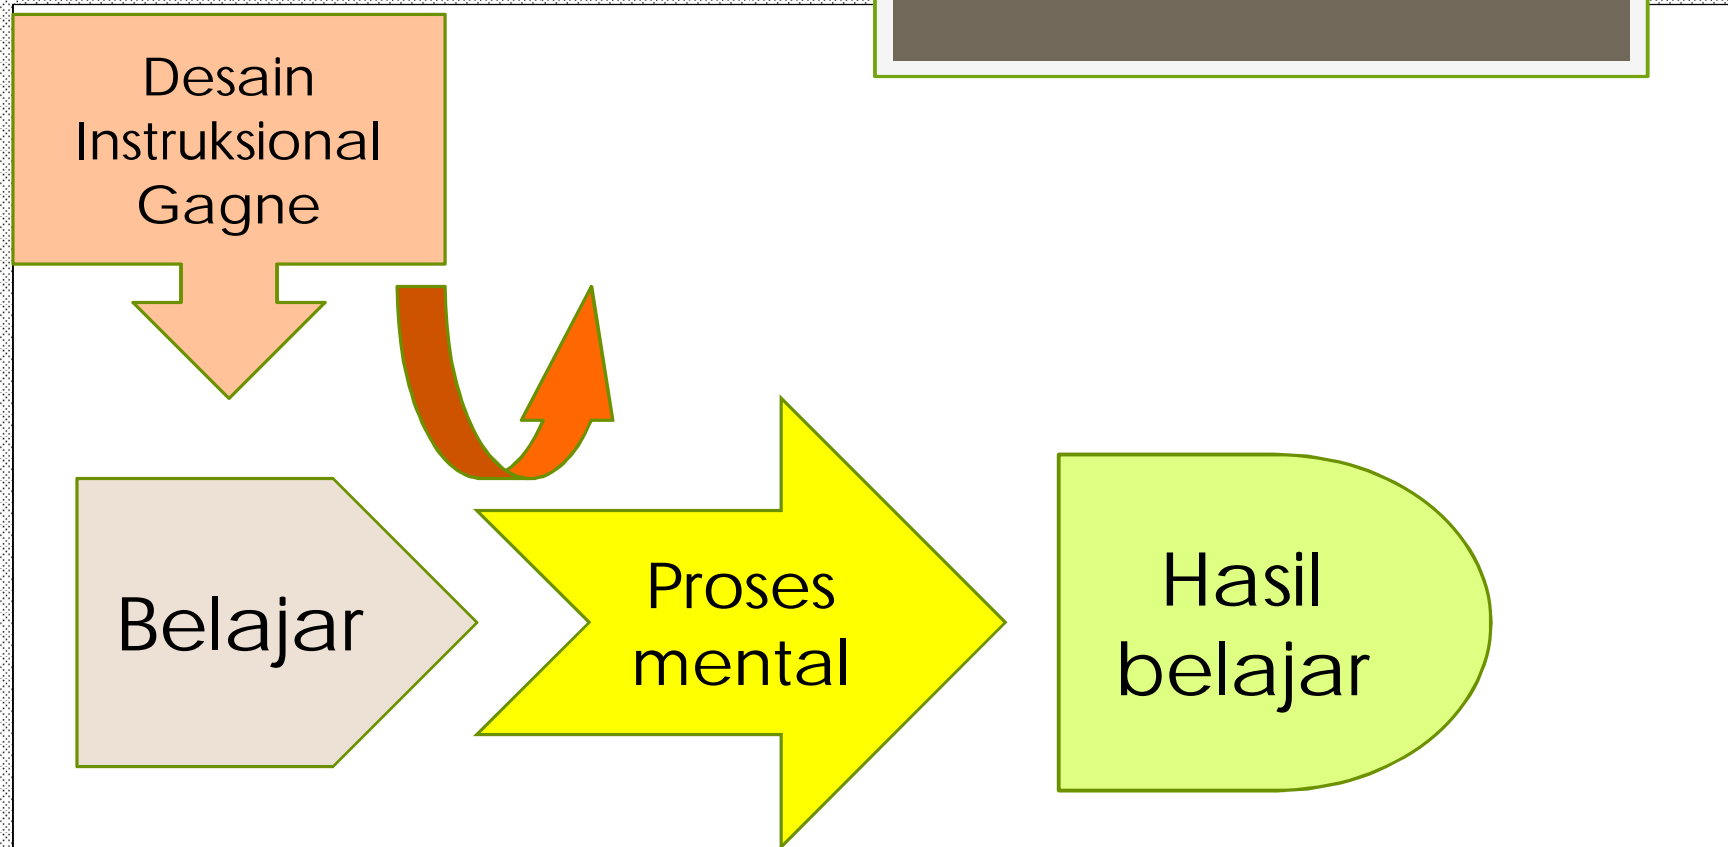 Desain
Instruksional
Gagne
Belajar
Proses
mental
Hasil
belajar